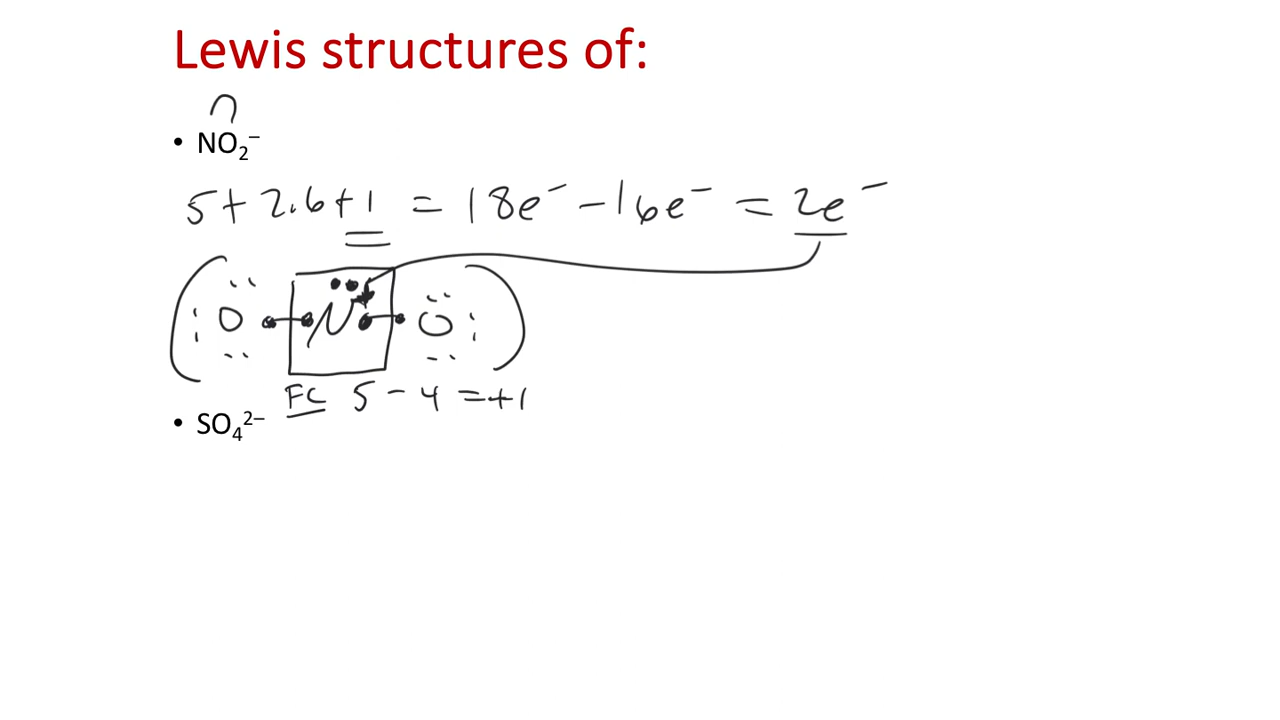 Lewis structures of:
• NO₂⁻
5 + 2.6 + 1 = 18e⁻ - 16e⁻ = 2e⁻
O N O
FC 5 - 4 = +1
• SO₄²⁻